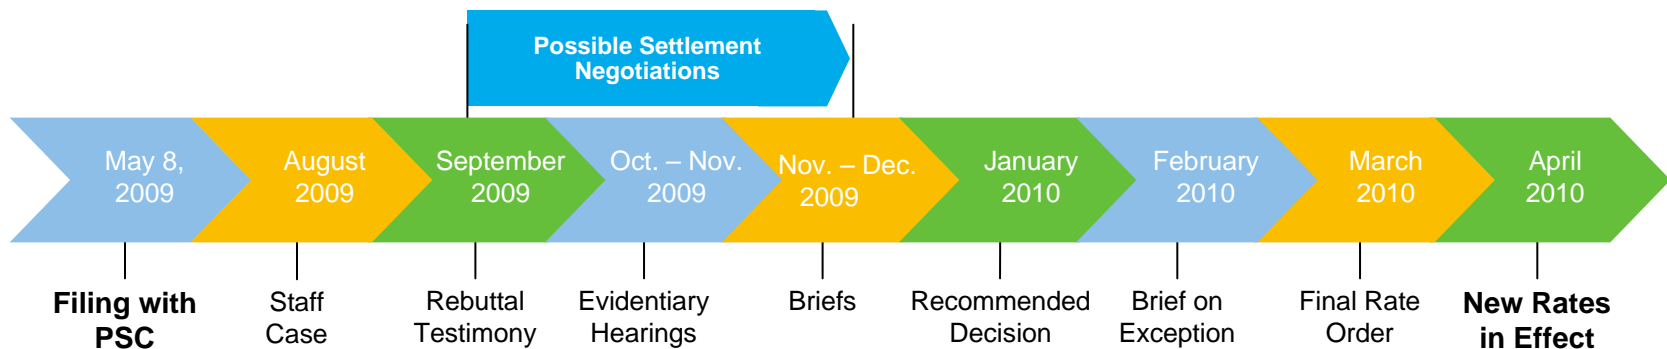 Possible Settlement
Negotiations
May 8,
2009
August
2009
September
2009
Oct. – Nov.
2009
Nov. – Dec.
2009
January
2010
February
2010
March
2010
April
2010
Filing with
PSC
Staff
Case
Rebuttal
Testimony
Evidentiary
Hearings
Briefs
Recommended
Decision
Brief on
Exception
Final Rate
Order
New Rates
in Effect